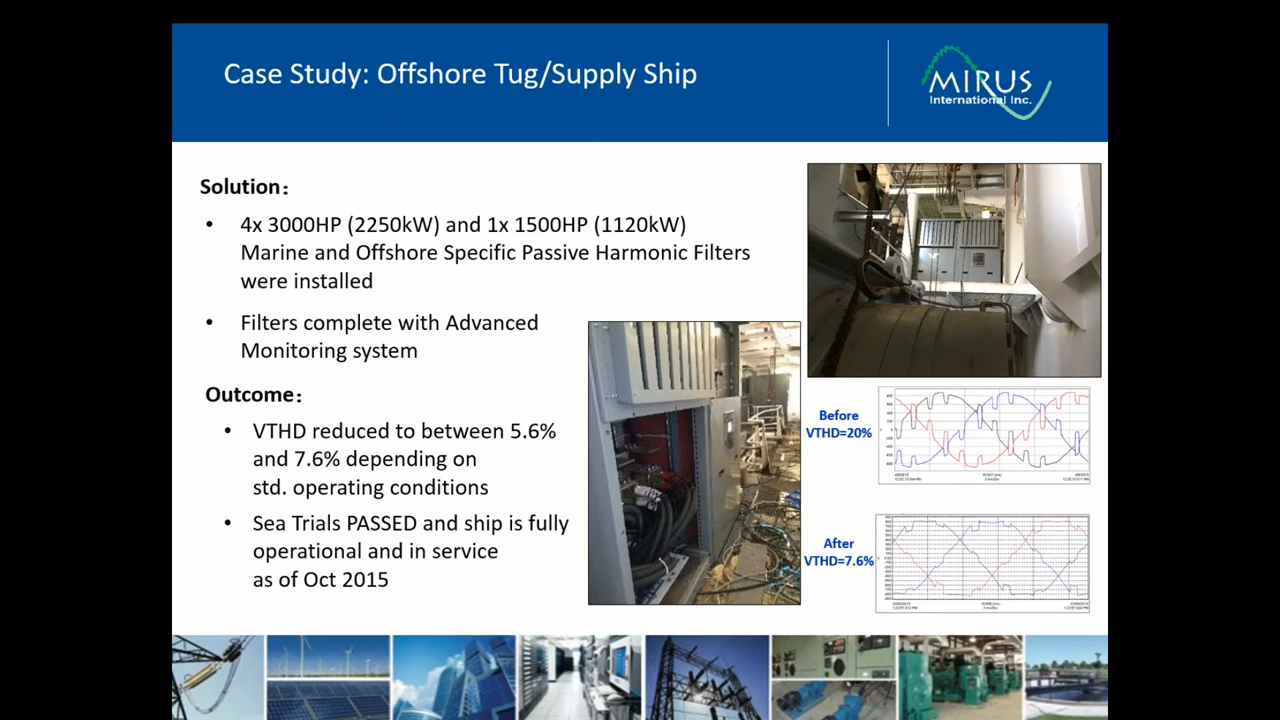 Case Study: Offshore Tug/Supply Ship
MIRUS
International Inc.
Solution:
• 4x 3000HP (2250kW) and 1x 1500HP (1120kW)
Marine and Offshore Specific Passive Harmonic Filters
were installed
• Filters complete with Advanced
Monitoring system
Outcome:
• VTHD reduced to between 5.6%
and 7.6% depending on
std. operating conditions
• Sea Trials PASSED and ship is fully
operational and in service
as of Oct 2015
Before
VTHD=20%
After
VTHD=7.6%